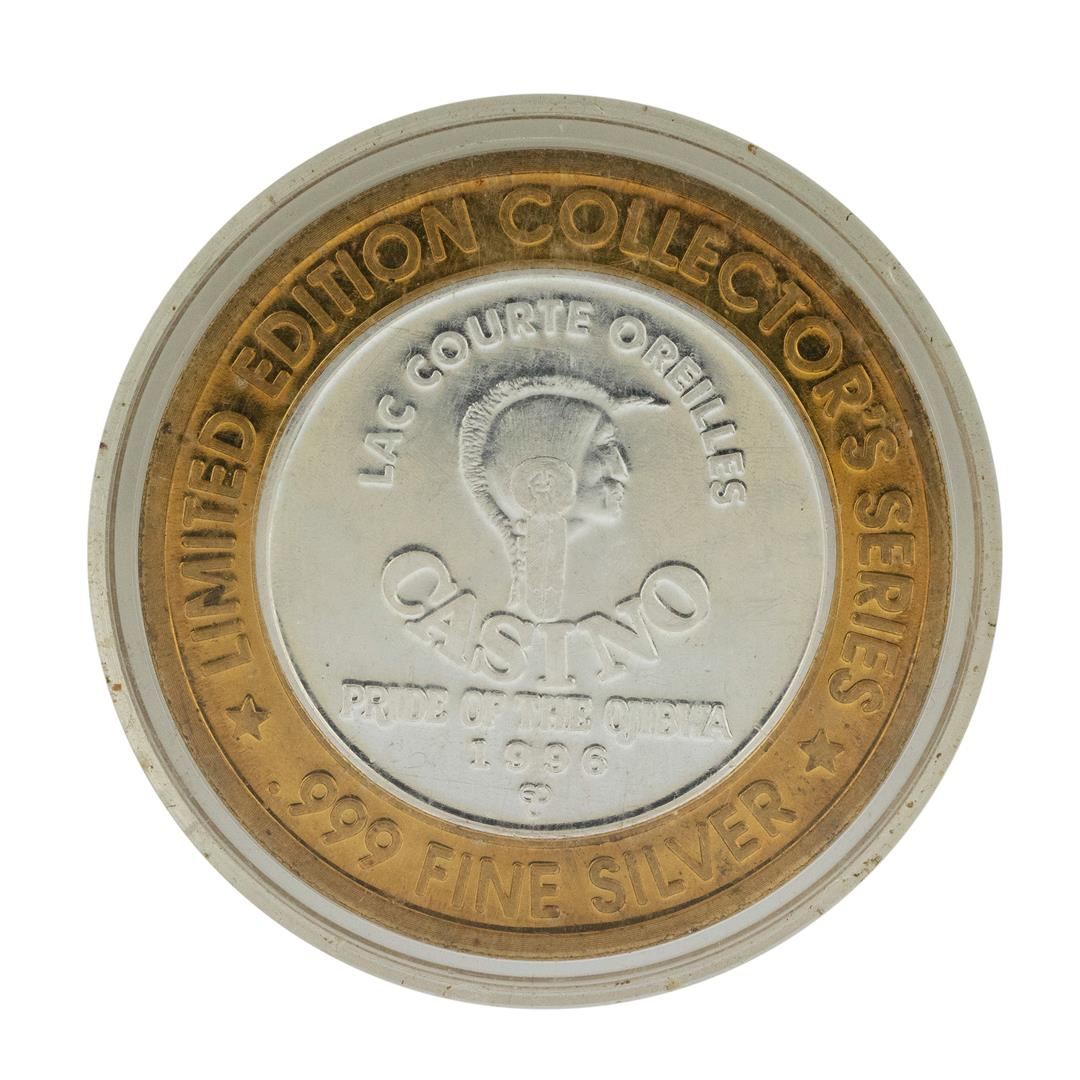 LIMITED EDITION COLLECTOR'S SERIES
.999 FINE SILVER
LAC COURTE OREILLES
CASINO
PRIDE OF THE OJIBWA
1996